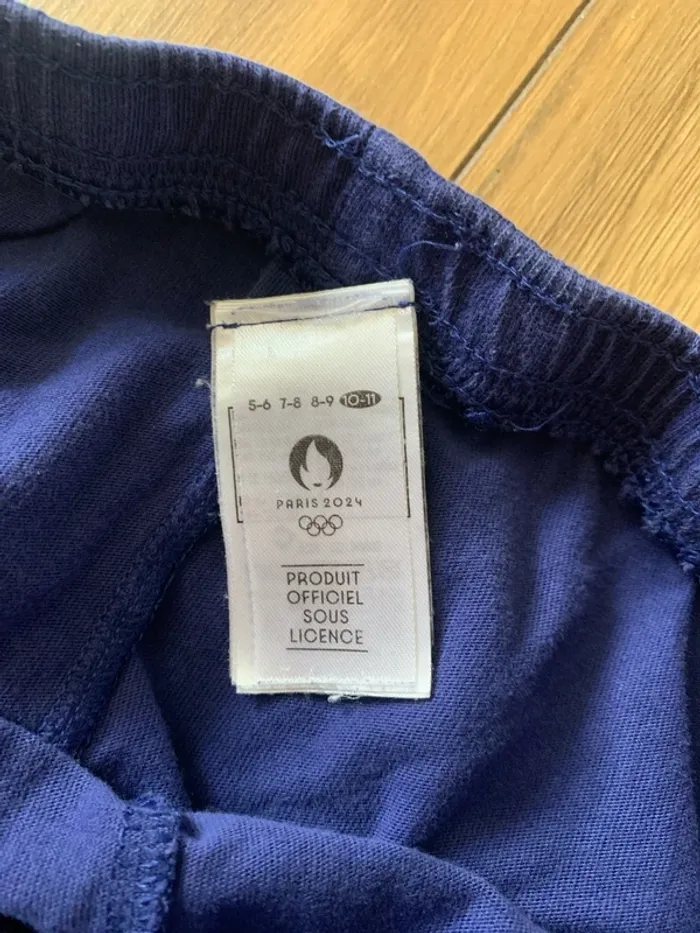 5-6 7-8 8-9 10-11
PARIS 2024
PRODUIT
OFFICIEL
SOUS
LICENCE